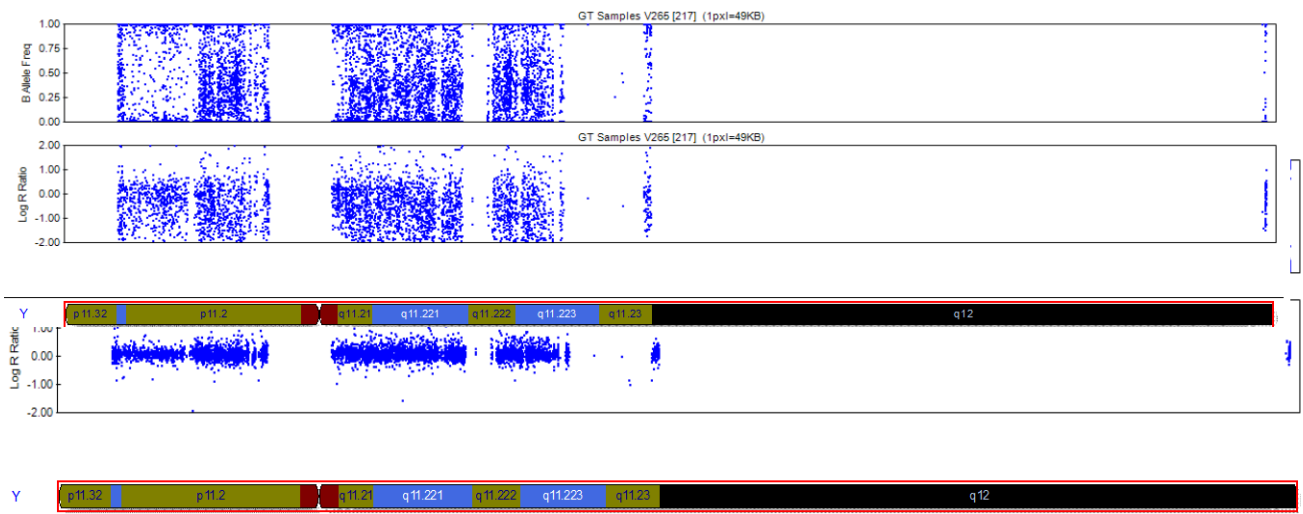 GT Samples V265 [217] (1pxl=49KB)
1.00
0.75
0.50
0.25
0.00
B Allele Freq
GT Samples V265 [217] (1pxl=49KB)
2.00
1.00
0.00
-1.00
-2.00
Log R Ratio
Y p11.32 p11.2 q11.21 q11.221 q11.222 q11.223 q11.23 q12
1.00
0.00
-1.00
-2.00
Log R Ratio
Y p11.32 p11.2 q11.21 q11.221 q11.222 q11.223 q11.23 q12